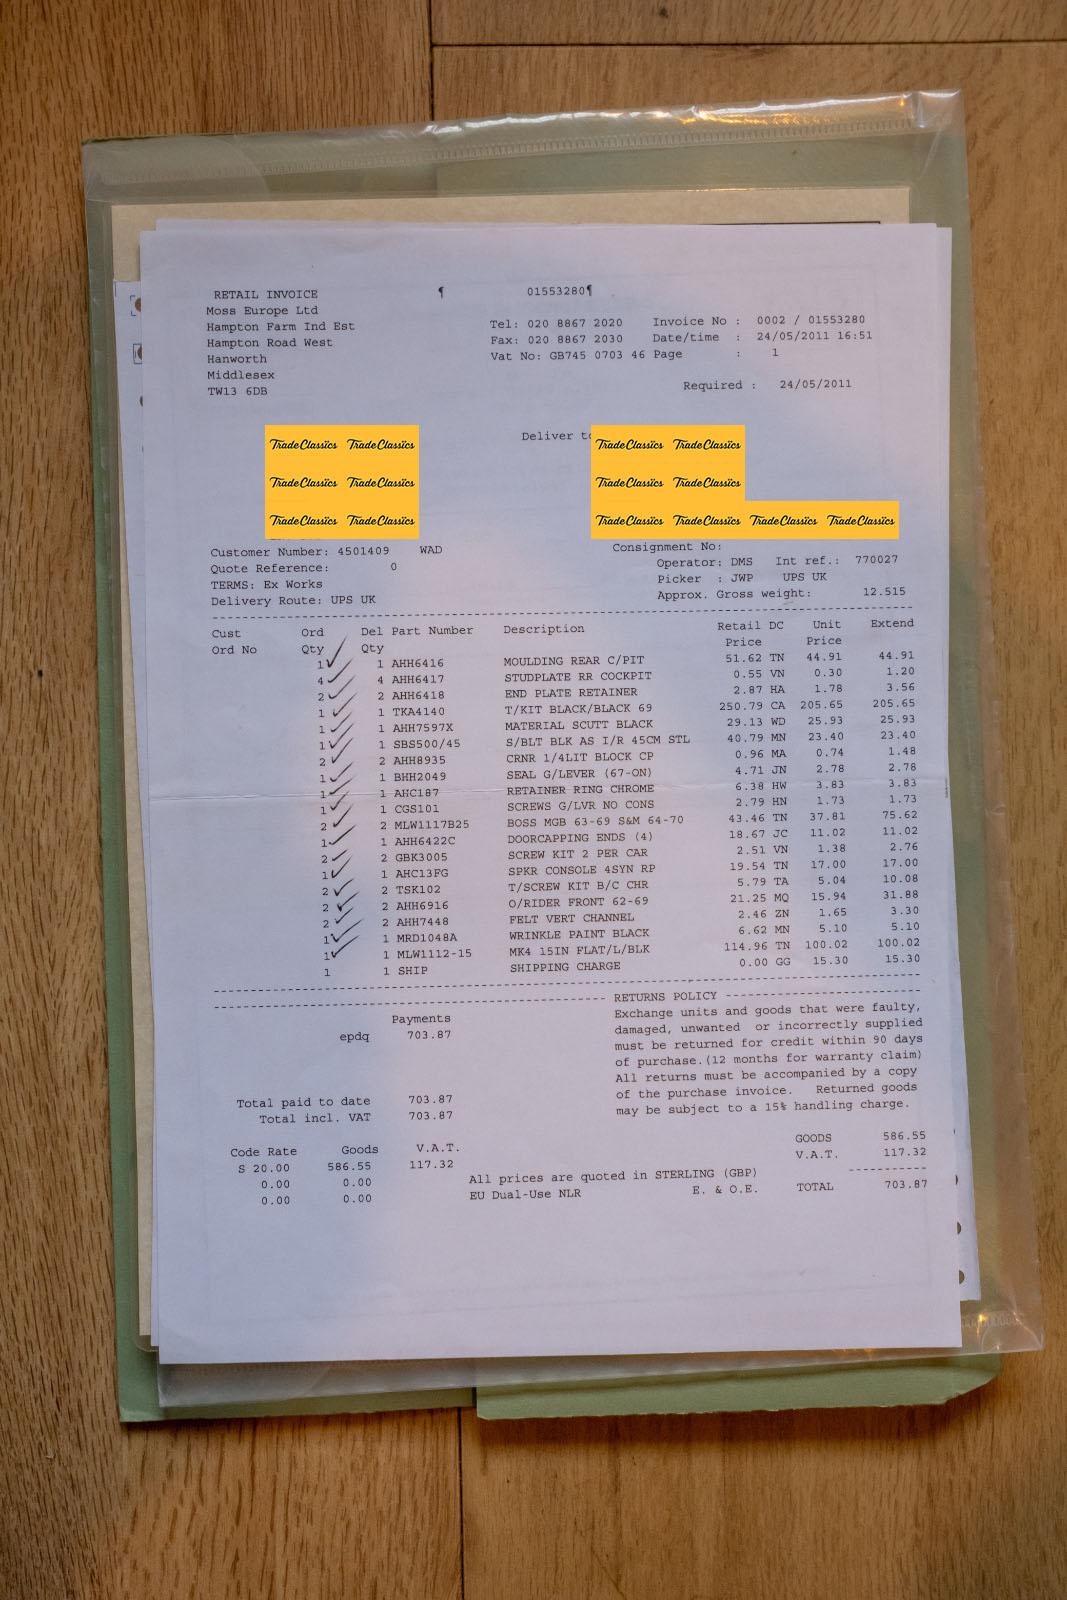 RETAIL INVOICE ¶ 01553280¶
Moss Europe Ltd
Hampton Farm Ind Est Tel: 020 8867 2020 Invoice No : 0002 / 01553280
Hampton Road West Fax: 020 8867 2030 Date/time : 24/05/2011 16:51
Hanworth Vat No: GB745 0703 46 Page : 1
Middlesex
TW13 6DB Required : 24/05/2011
Deliver to
TradeClassics TradeClassics TradeClassics TradeClassics
TradeClassics TradeClassics TradeClassics TradeClassics
TradeClassics TradeClassics TradeClassics TradeClassics TradeClassics TradeClassics
Customer Number: 4501409 WAD Consignment No:
Quote Reference: 0 Operator: DMS Int ref.: 770027
TERMS: Ex Works Picker : JWP UPS UK
Delivery Route: UPS UK Approx. Gross weight: 12.515
Cust Ord Del Part Number Description Retail DC Unit Extend
Ord No Qty Qty Price Price
1 1 AHH6416 MOULDING REAR C/PIT 51.62 TN 44.91 44.91
4 4 AHH6417 STUDPLATE RR COCKPIT 0.55 VN 0.30 1.20
2 2 AHH6418 END PLATE RETAINER 2.87 HA 1.78 3.56
1 1 TKA4140 T/KIT BLACK/BLACK 69 250.79 CA 205.65 205.65
1 1 AHH7597X MATERIAL SCUTT BLACK 29.13 WD 25.93 25.93
1 1 SBS500/45 S/BLT BLK AS I/R 45CM STL 40.79 MN 23.40 23.40
2 2 AHH8935 CRNR 1/4LIT BLOCK CP 0.96 MA 0.74 1.48
1 1 BHH2049 SEAL G/LEVER (67-ON) 4.71 JN 2.78 2.78
1 1 AHC187 RETAINER RING CHROME 6.38 HW 3.83 3.83
1 1 CGS101 SCREWS G/LVR NO CONS 2.79 HN 1.73 1.73
2 2 MLW1117B25 BOSS MGB 63-69 S&M 64-70 43.46 TN 37.81 75.62
1 1 AHH6422C DOORCAPPING ENDS (4) 18.67 JC 11.02 11.02
2 2 GBK3005 SCREW KIT 2 PER CAR 2.51 VN 1.38 2.76
1 1 AHC13FG SPKR CONSOLE 4SYN RP 19.54 TN 17.00 17.00
2 2 TSK102 T/SCREW KIT B/C CHR 5.79 TA 5.04 10.08
2 2 AHH6916 O/RIDER FRONT 62-69 21.25 MQ 15.94 31.88
2 2 AHH7448 FELT VERT CHANNEL 2.46 ZN 1.65 3.30
1 1 MRD1048A WRINKLE PAINT BLACK 6.62 MN 5.10 5.10
1 1 MLW1112-15 MK4 15IN FLAT/L/BLK 114.96 TN 100.02 100.02
1 1 SHIP SHIPPING CHARGE 0.00 GG 15.30 15.30
RETURNS POLICY
Payments Exchange units and goods that were faulty,
epdq 703.87 damaged, unwanted or incorrectly supplied
must be returned for credit within 90 days
of purchase.(12 months for warranty claim)
All returns must be accompanied by a copy
Total paid to date 703.87 of the purchase invoice. Returned goods
Total incl. VAT 703.87 may be subject to a 15% handling charge.
Code Rate Goods V.A.T. GOODS 586.55
S 20.00 586.55 117.32 V.A.T. 117.32
0.00 0.00 All prices are quoted in STERLING (GBP)
0.00 0.00 EU Dual-Use NLR E. & O.E. TOTAL 703.87